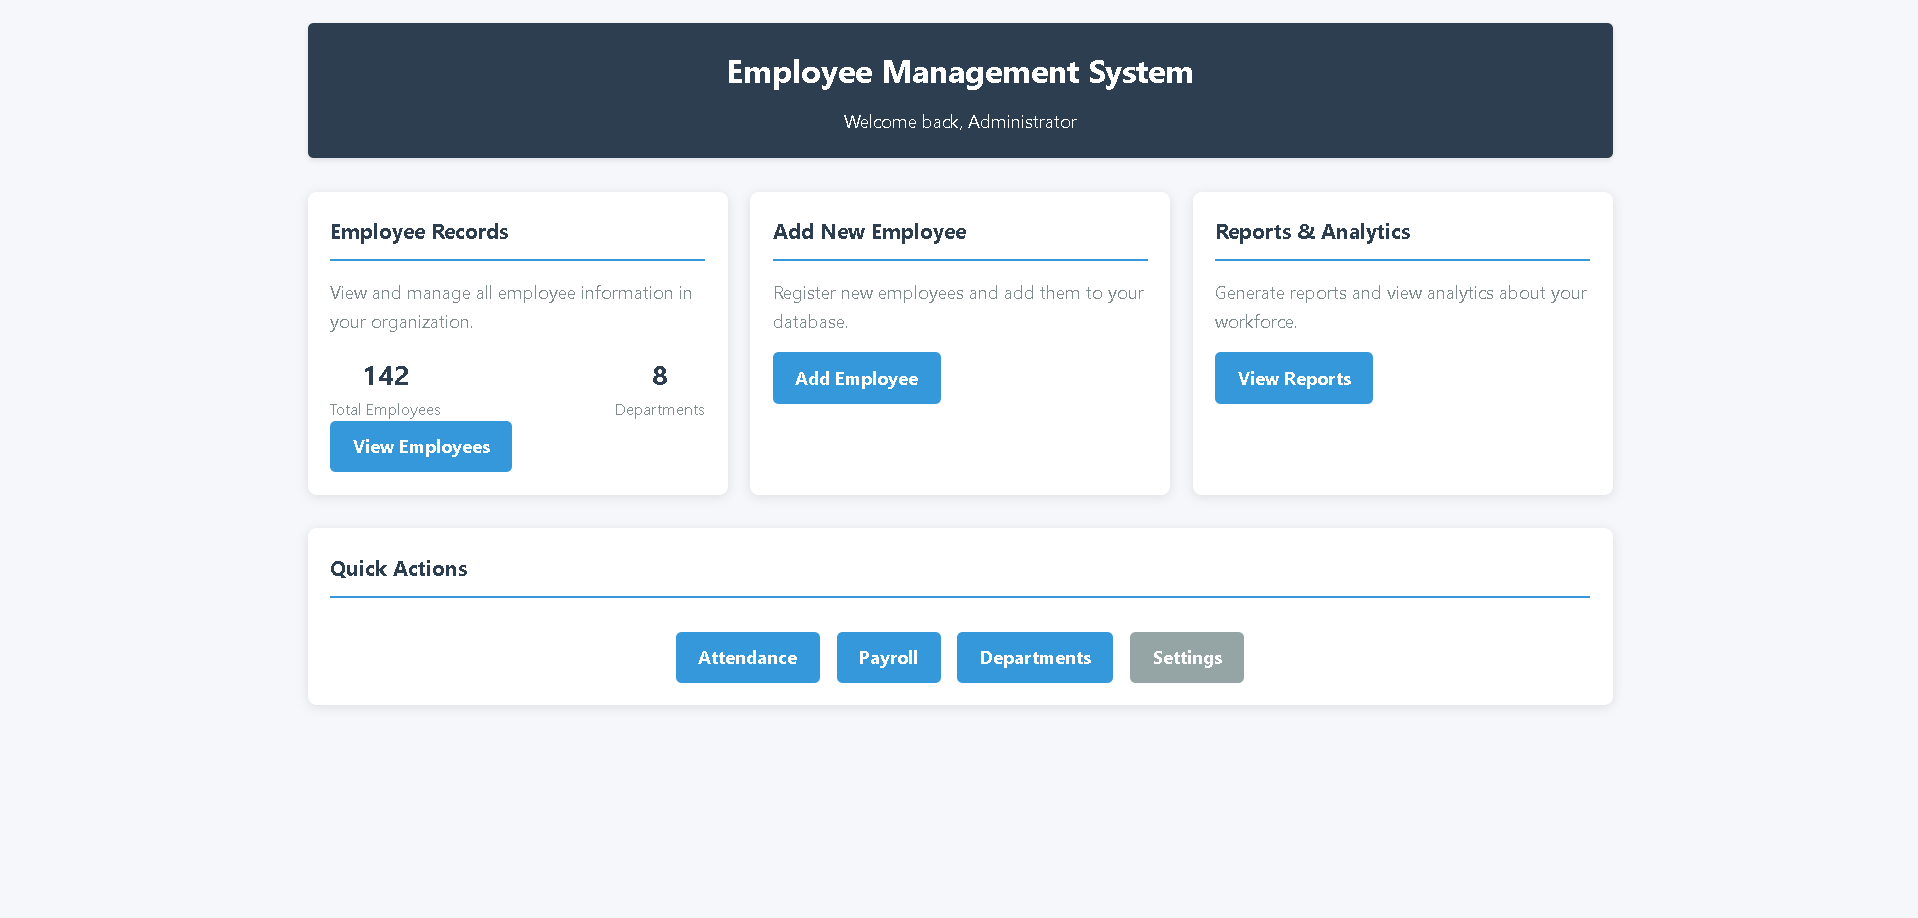 Employee Management System
Welcome back, Administrator
Employee Records
View and manage all employee information in
your organization.
142
Total Employees
8
Departments
View Employees
Add New Employee
Register new employees and add them to your
database.
Add Employee
Reports & Analytics
Generate reports and view analytics about your
workforce.
View Reports
Quick Actions
Attendance
Payroll
Departments
Settings